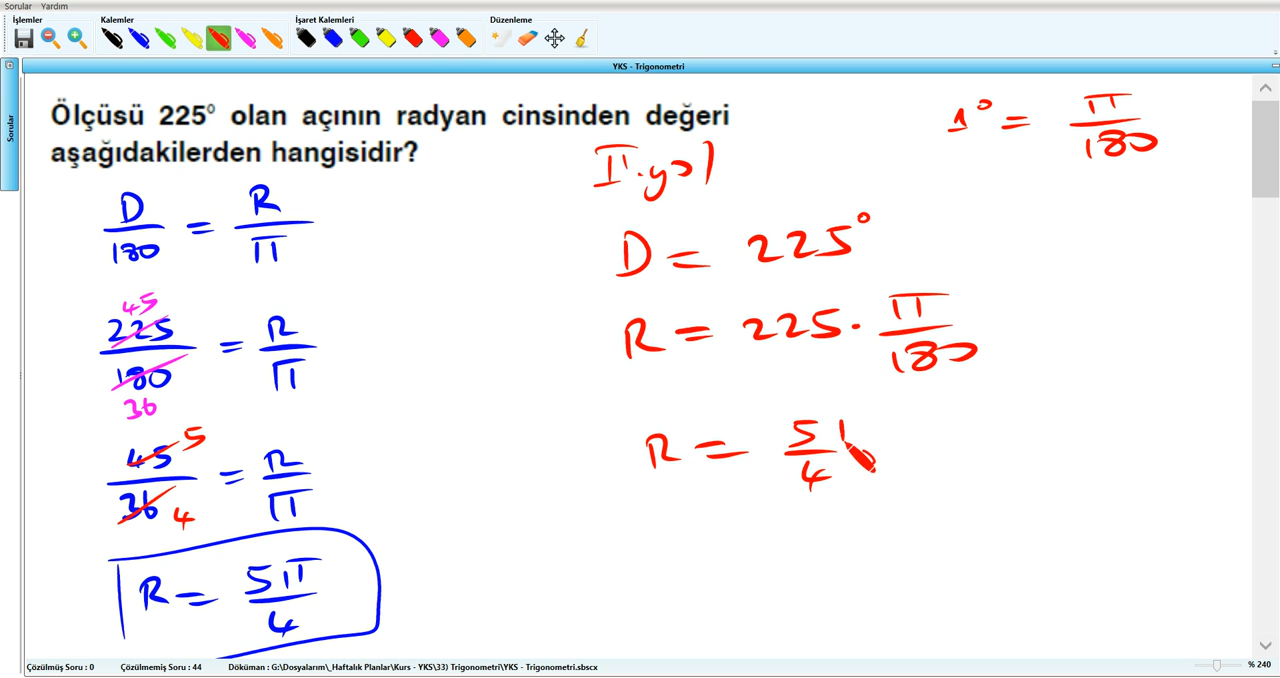 Sorular Yardım
İşlemler Kalemler İşaret Kalemleri Düzenleme
YKS - Trigonometri
Sorular
Ölçüsü 225° olan açının radyan cinsinden değeri
aşağıdakilerden hangisidir?
D/180 = R/π
45
225/180 = R/π
36
45/36 = R/π
5
4
R = 5π/4
1° = π/180
II.yol
D = 225°
R = 225 . π/180
R = 5/4
Çözülmüş Soru : 0 Çözülmemiş Soru : 44 Döküman : G:\Dosyalarım\_Haftalık Planlar\Kurs - YKS\33) Trigonometri\YKS - Trigonometri.sbscx % 240